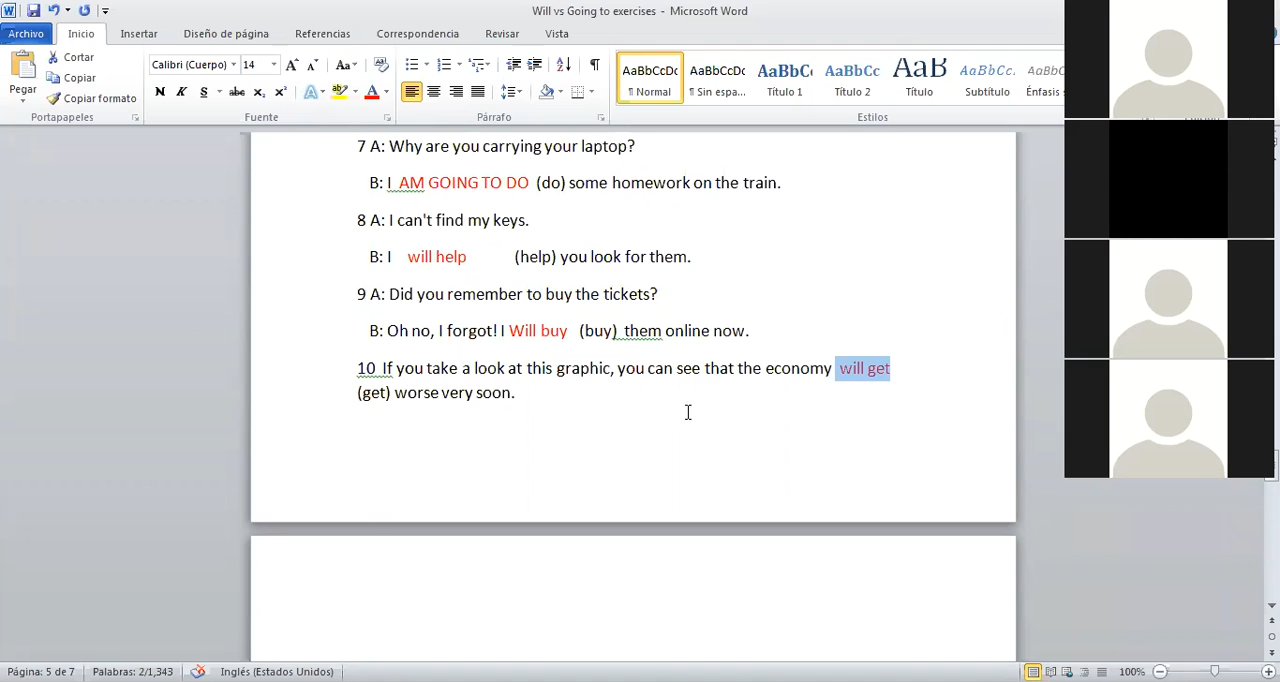 Will vs Going to exercises - Microsoft Word
Archivo Inicio Insertar Diseño de página Referencias Correspondencia Revisar Vista
Cortar
Copiar
Copiar formato
Pegar
Portapapeles
Calibri (Cuerpo) 14
N K S abc x₂ x²
Fuente
Párrafo
AaBbCcDc AaBbCcDc AaBbC AaBbCc AaB AaBbCc AaBbC
¶ Normal ¶ Sin espa... Título 1 Título 2 Título Subtítulo Énfasis
Estilos
7 A: Why are you carrying your laptop?
B: I AM GOING TO DO (do) some homework on the train.
8 A: I can't find my keys.
B: I will help (help) you look for them.
9 A: Did you remember to buy the tickets?
B: Oh no, I forgot! I Will buy (buy) them online now.
10 If you take a look at this graphic, you can see that the economy will get
(get) worse very soon.
Página: 5 de 7 Palabras: 2/1,343 Inglés (Estados Unidos) 100%